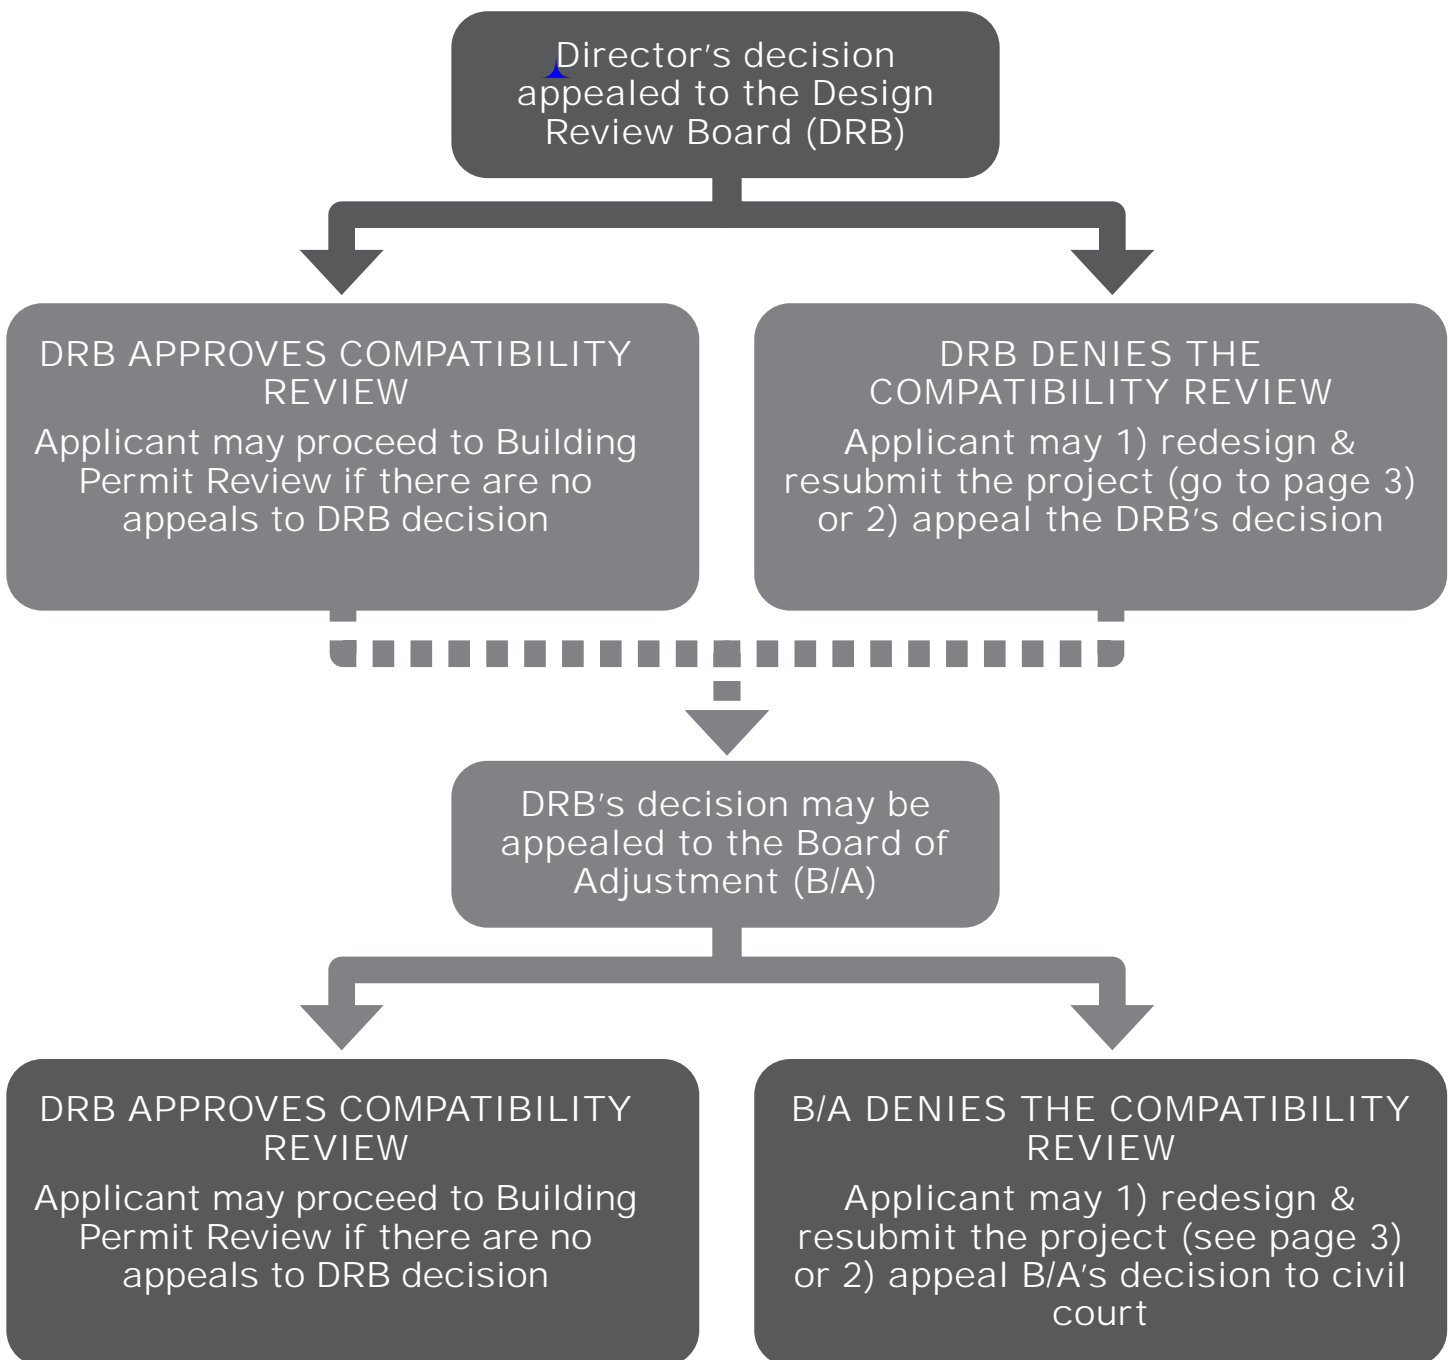 Director's decision
appealed to the Design
Review Board (DRB)
DRB APPROVES COMPATIBILITY
REVIEW
Applicant may proceed to Building
Permit Review if there are no
appeals to DRB decision
DRB DENIES THE
COMPATIBILITY REVIEW
Applicant may 1) redesign &
resubmit the project (go to page 3)
or 2) appeal the DRB's decision
DRB's decision may be
appealed to the Board of
Adjustment (B/A)
DRB APPROVES COMPATIBILITY
REVIEW
Applicant may proceed to Building
Permit Review if there are no
appeals to DRB decision
B/A DENIES THE COMPATIBILITY
REVIEW
Applicant may 1) redesign &
resubmit the project (see page 3)
or 2) appeal B/A's decision to civil
court